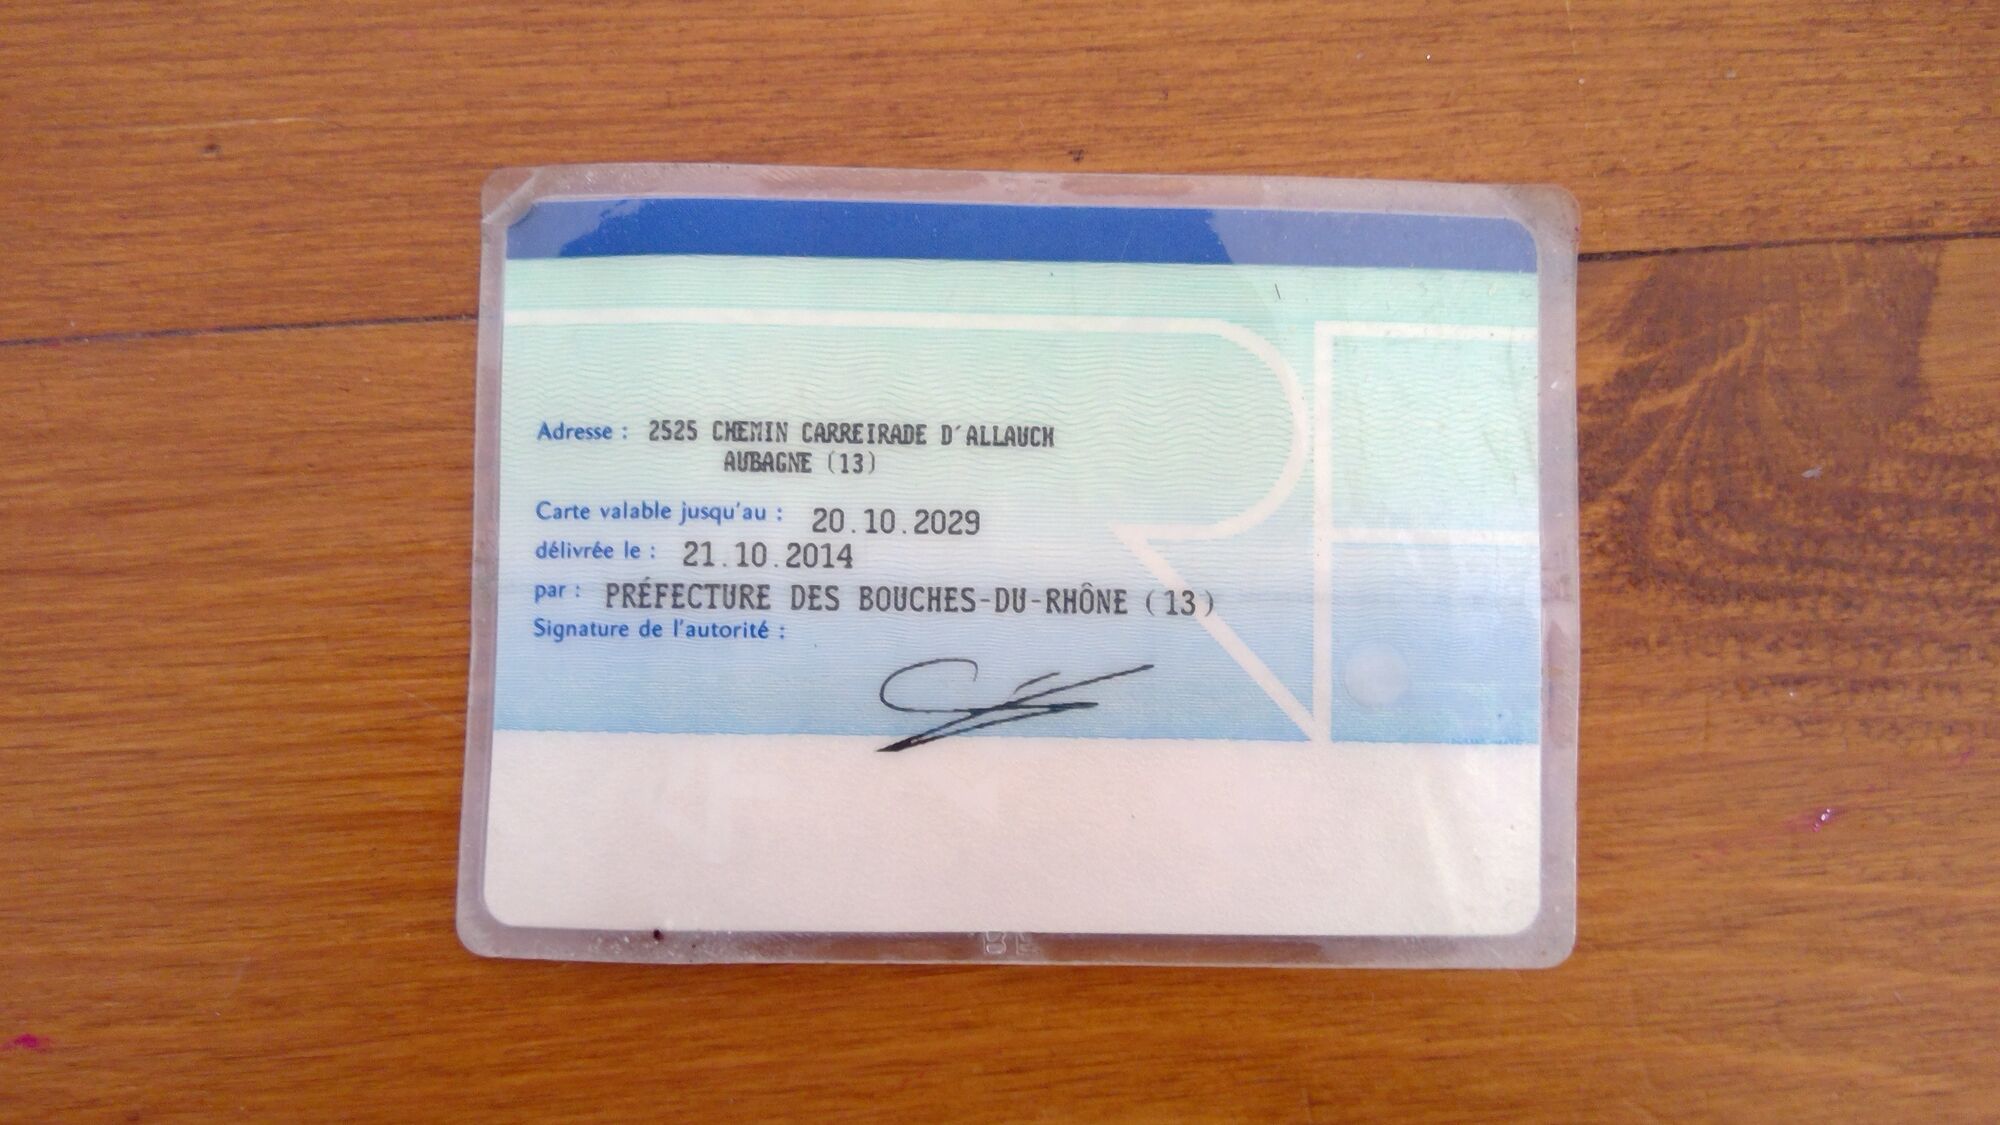 Adresse : 2525 CHEMIN CARREIRADE D'ALLAUCH
AUBAGNE (13)
Carte valable jusqu'au : 20.10.2029
délivrée le : 21.10.2014
par : PRÉFECTURE DES BOUCHES-DU-RHÔNE (13)
Signature de l'autorité :
RF